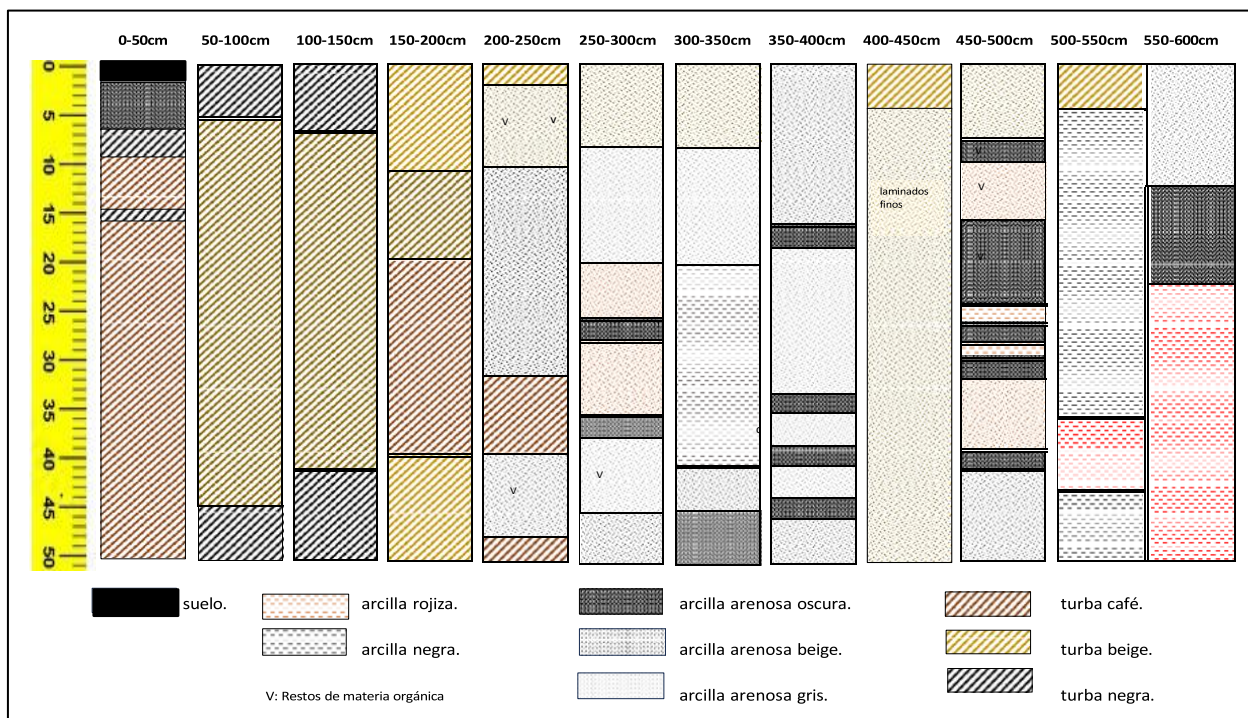 0-50cm 50-100cm 100-150cm 150-200cm 200-250cm 250-300cm 300-350cm 350-400cm 400-450cm 450-500cm 500-550cm 550-600cm
0
5
10
15
20
25
30
35
40
45
50
v v
v
v
laminados
finos
v
v
v
suelo. arcilla rojiza. arcilla arenosa oscura. turba café.
arcilla negra. arcilla arenosa beige. turba beige.
V: Restos de materia orgánica arcilla arenosa gris. turba negra.